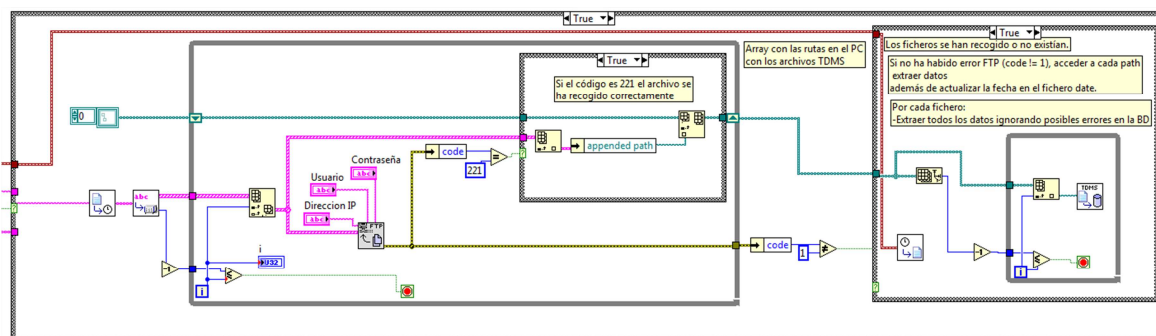 True
True
True
Array con las rutas en el PC
con los archivos TDMS
Los ficheros se han recogido o no existían.
Si no ha habido error FTP (code != 1), acceder a cada path
extraer datos
además de actualizar la fecha en el fichero date.
Por cada fichero:
-Extraer todos los datos ignorando posibles errores en la BD
Si el código es 221 el archivo se
ha recogido correctamente
0
appended path
code
221
Contraseña
abc
Usuario
abc
Direccion IP
abc
FTP
abc
i
U32
i
code
1
TDMS
i